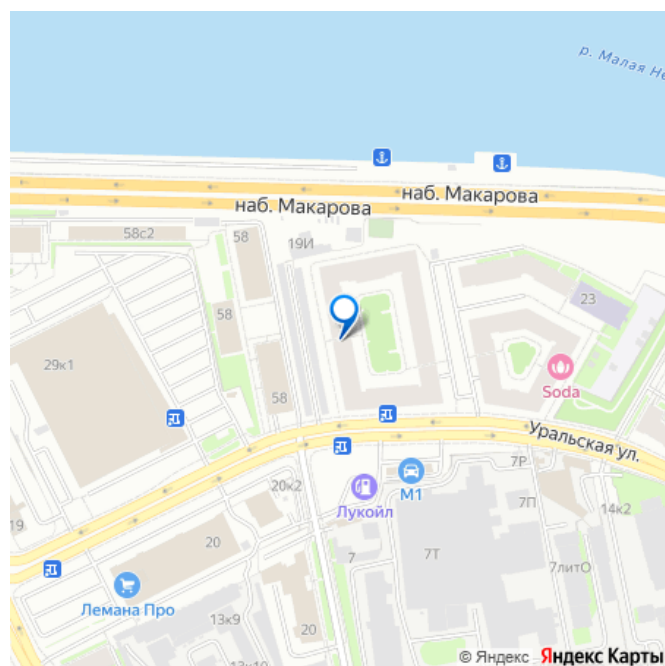 р. Малая Не
наб. Макарова
наб. Макарова
58с2
58
19И
23
58
29к1
58
Soda
Уральская ул.
20к2
7Р
М1
Лукойл
7П
14к2
19
20
7
7Т
7литО
Лемана Про
13к9
20
13к10
© Яндекс Яндекс Карты